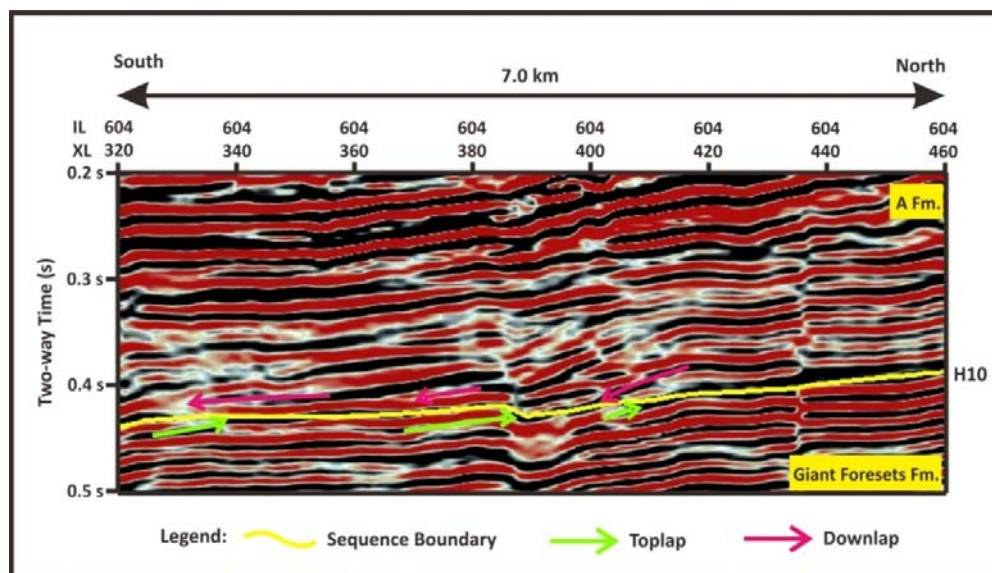 South North
7.0 km
IL 604 604 604 604 604 604 604 604
XL 320 340 360 380 400 420 440 460
0.2 s
A Fm.
0.3 s
Two-way Time (s)
0.4 s
H10
Giant Foresets Fm.
0.5 s
Legend: Sequence Boundary Toplap Downlap